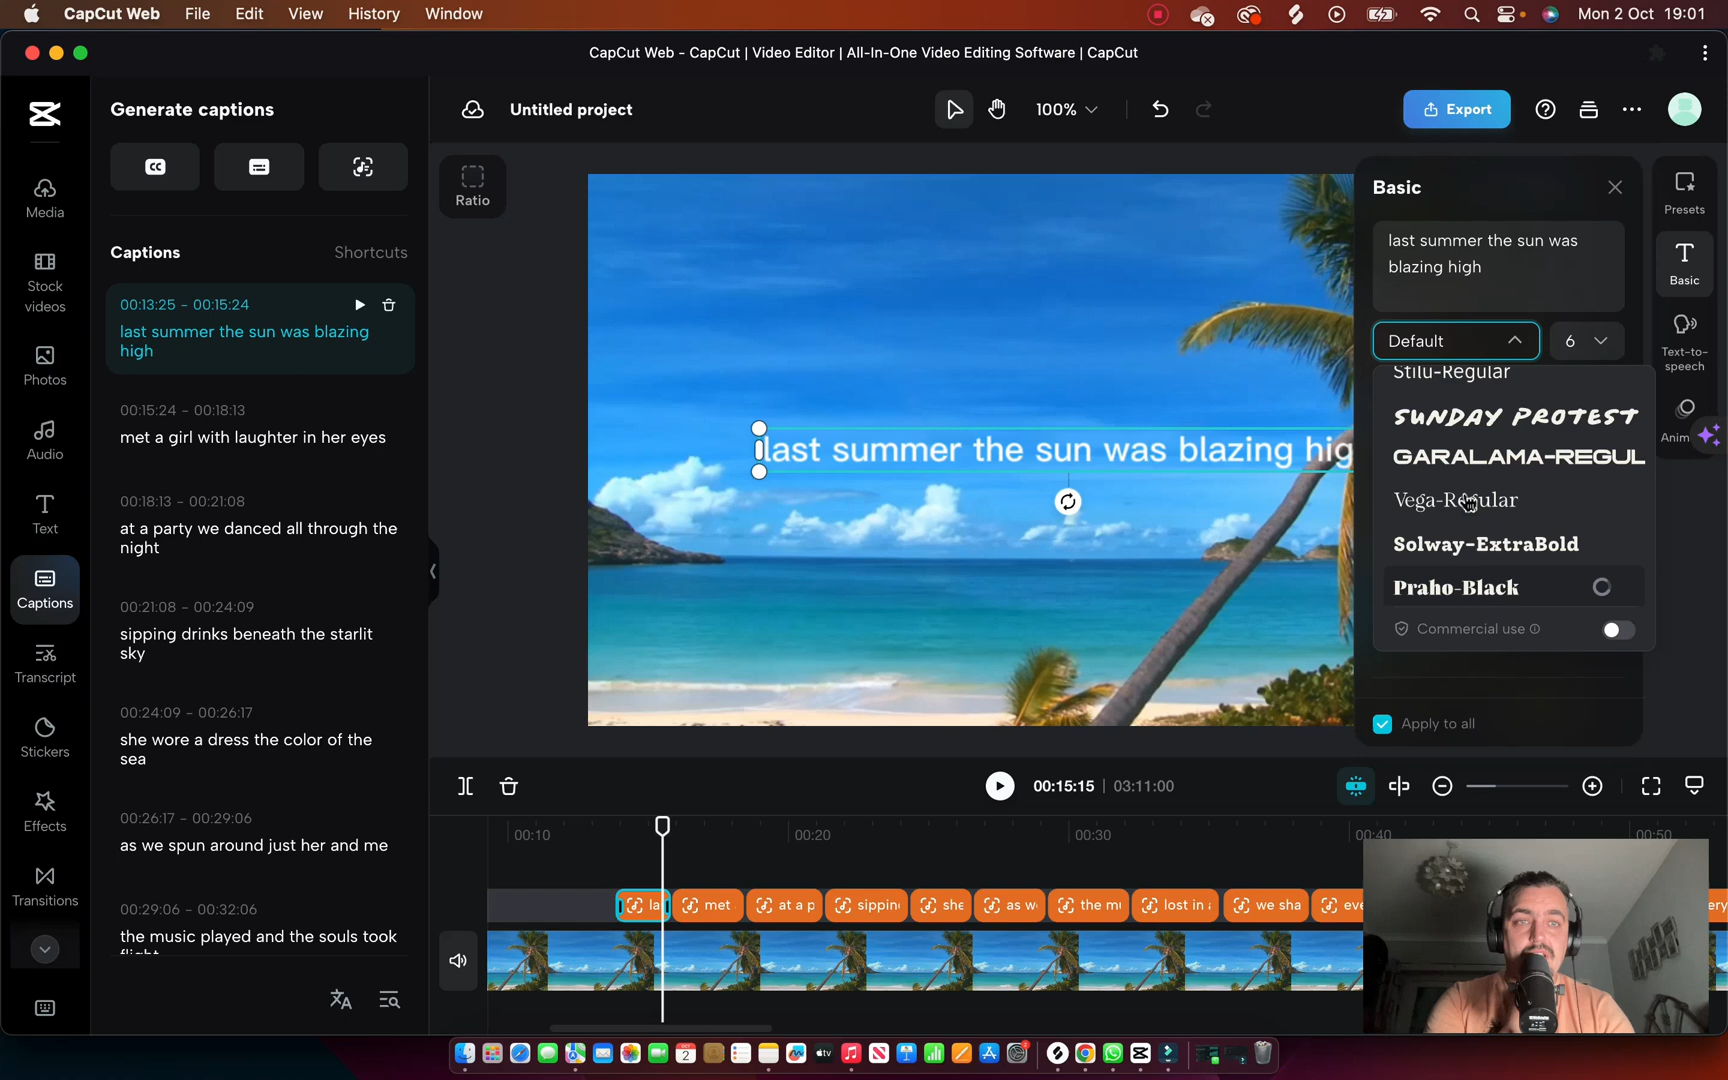 CapCut Web File Edit View History Window
Mon 2 Oct 19:01
CapCut Web - CapCut | Video Editor | All-In-One Video Editing Software | CapCut
Generate captions
CC
Captions Shortcuts
00:13:25 - 00:15:24
last summer the sun was blazing
high
00:15:24 - 00:18:13
met a girl with laughter in her eyes
00:18:13 - 00:21:08
at a party we danced all through the
night
00:21:08 - 00:24:09
sipping drinks beneath the starlit
sky
00:24:09 - 00:26:17
she wore a dress the color of the
sea
00:26:17 - 00:29:06
as we spun around just her and me
00:29:06 - 00:32:06
the music played and the souls took
flight
Media
Stock
videos
Photos
Audio
Text
Captions
Transcript
Stickers
Effects
Transitions
Untitled project
100%
Export
Ratio
last summer the sun was blazing hig
Basic
last summer the sun was
blazing high
Default
6
Stilu-Regular
SUNDAY PROTEST
GARALAMA-REGUL
Vega-Regular
Solway-ExtraBold
Praho-Black
Commercial use
Apply to all
Presets
Basic
Text-to-
speech
Anim
00:15:15 | 03:11:00
00:10 00:20 00:30 00:40 00:50
la met at a p sippin she as w the mu lost in a we sha eve ery
OCT
2
tv